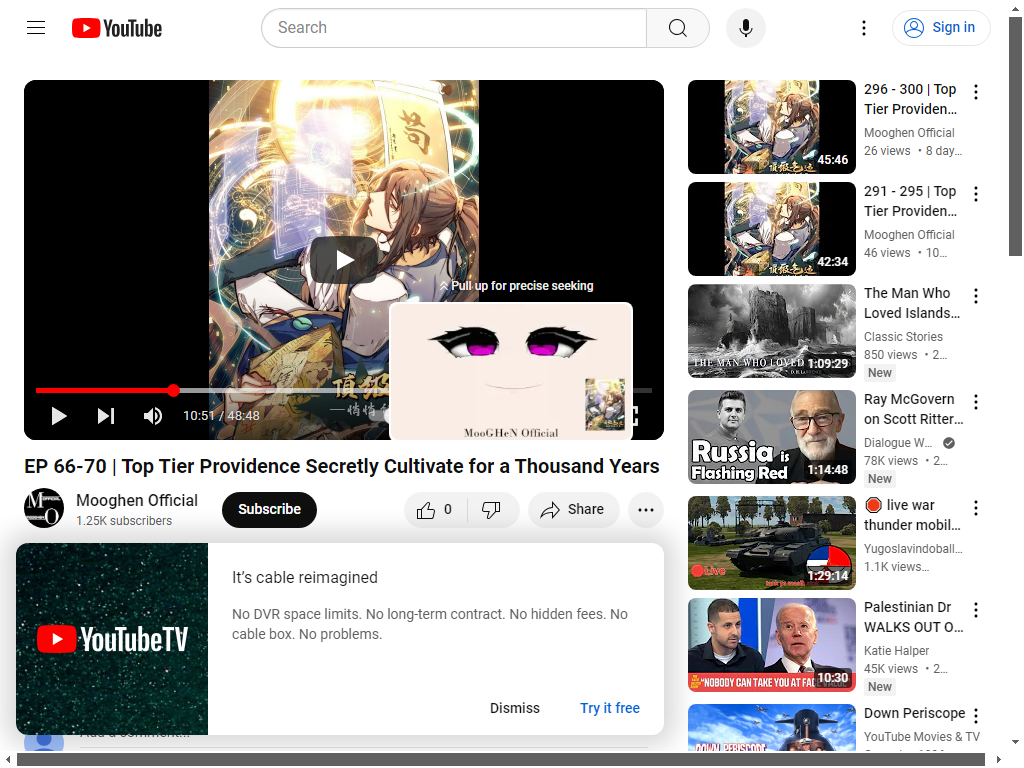 YouTube
Search
Sign in
苟
Pull up for precise seeking
MooGHeN Official
10:51 / 48:48
EP 66-70 | Top Tier Providence Secretly Cultivate for a Thousand Years
Mooghen Official
1.25K subscribers
Subscribe
0
Share
YouTubeTV
It's cable reimagined
No DVR space limits. No long-term contract. No hidden fees. No
cable box. No problems.
Dismiss
Try it free
Add a comment...
296 - 300 | Top
Tier Providen...
Mooghen Official
26 views • 8 day...
45:46
291 - 295 | Top
Tier Providen...
Mooghen Official
46 views • 10...
42:34
THE MAN WHO LOVED
1:09:29
The Man Who
Loved Islands...
Classic Stories
850 views • 2...
New
Russia is
Flashing Red
1:14:48
Ray McGovern
on Scott Ritter...
Dialogue W...
78K views • 2...
New
Live
1:29:14
live war
thunder mobil...
Yugoslavindoball...
1.1K views...
"NOBODY CAN TAKE YOU AT FACE VALUE"
10:30
Palestinian Dr
WALKS OUT O...
Katie Halper
45K views • 2...
New
DOWN PERISCOPE
Down Periscope
YouTube Movies & TV